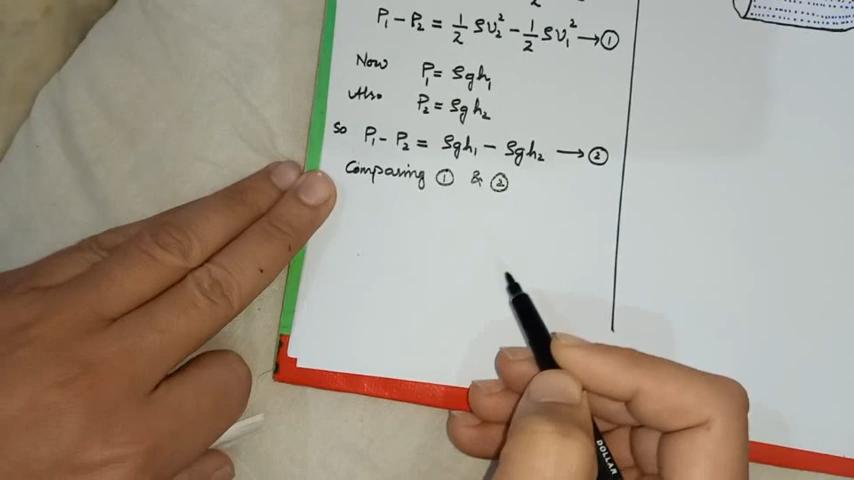 P₁ - P₂ = 1/2 ρv₂² - 1/2 ρv₁² → ①
Now P₁ = ρgh₁
Also P₂ = ρgh₂
So P₁ - P₂ = ρgh₁ - ρgh₂ → ②
Comparing ① & ②
DOLLAR